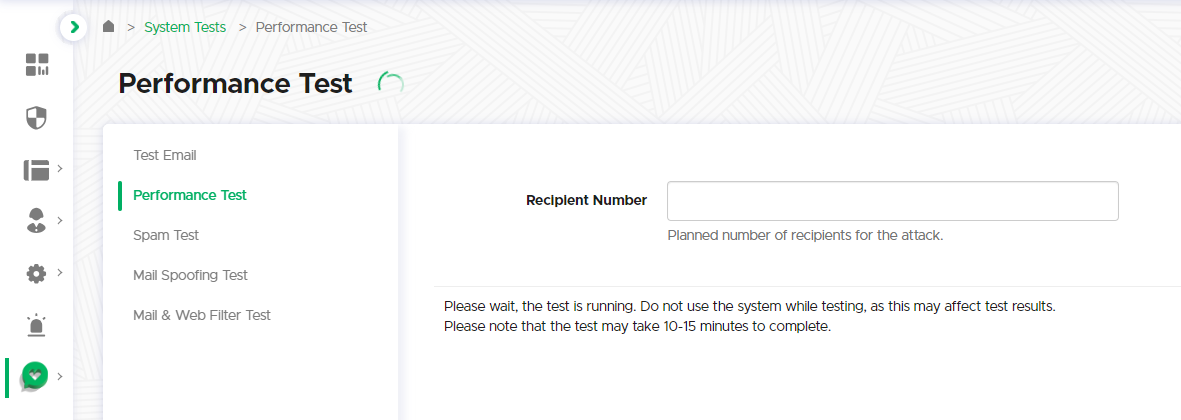 > System Tests > Performance Test
Performance Test
Test Email
Performance Test
Spam Test
Mail Spoofing Test
Mail & Web Filter Test
Recipient Number
Planned number of recipients for the attack.
Please wait, the test is running. Do not use the system while testing, as this may affect test results.
Please note that the test may take 10-15 minutes to complete.